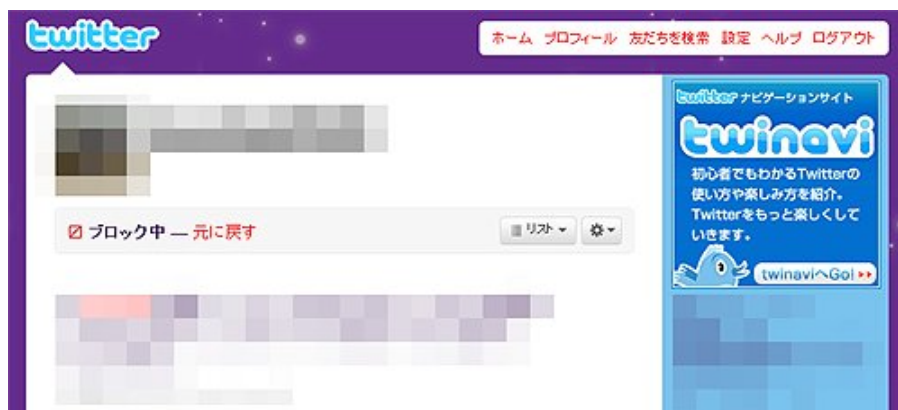 twitter
ホーム プロフィール 友だちを検索 設定 ヘルプ ログアウト
ブロック中 — 元に戻す
リスト
twitter ナビゲーションサイト
twinavi
初心者でもわかるTwitterの
使い方や楽しみ方を紹介。
Twitterをもっと楽しくして
いきます。
twinaviへGo!